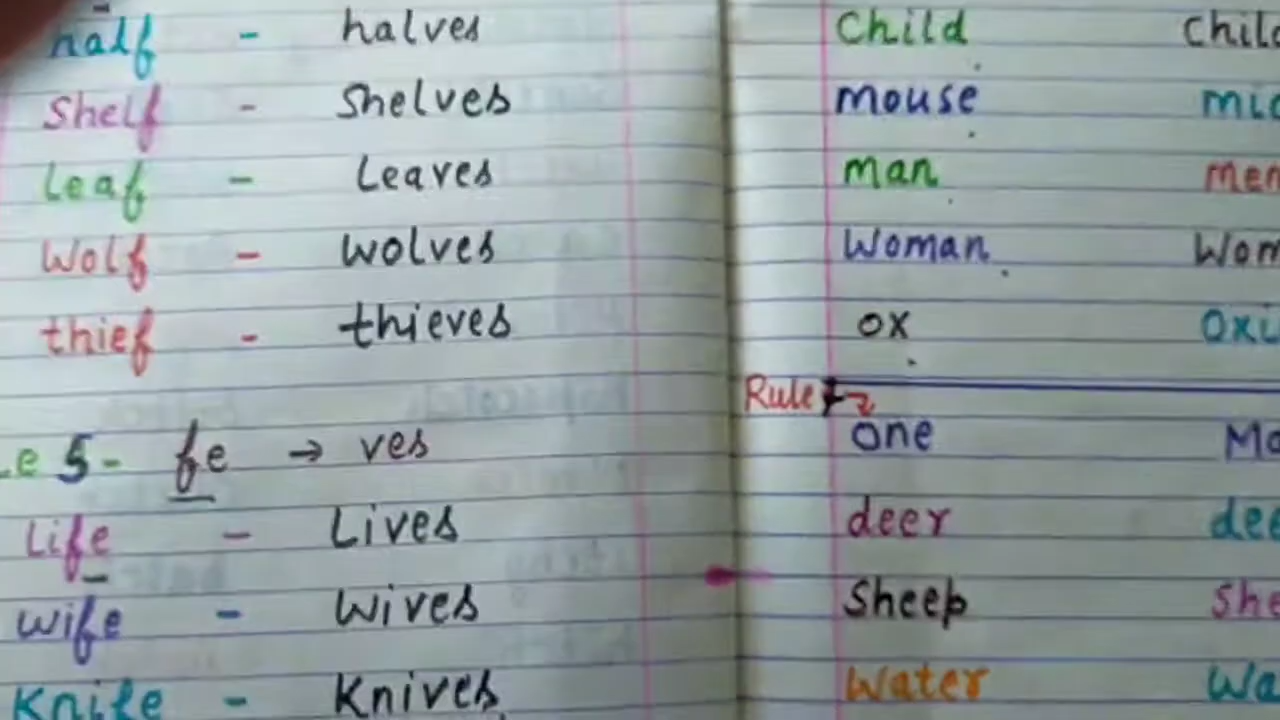 half - halves
Shelf - Shelves
leaf - Leaves
Wolf - wolves
thief - thieves
5- fe → ves
Life - Lives
wife - Wives
Knife - Knives
Child
mouse
man men
Woman
ox
Rule
one
deer
Sheep
Water